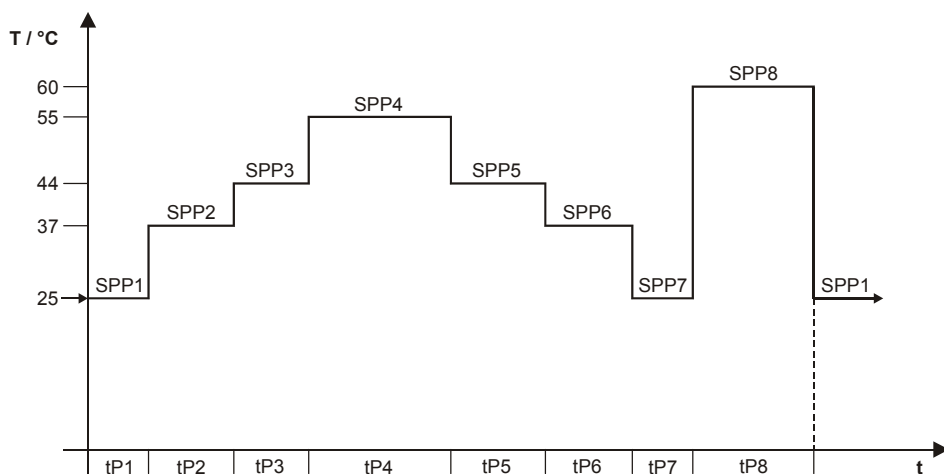 T / °C
60
SPP8
55
SPP4
44
SPP3
SPP5
37
SPP2
SPP6
25
SPP1
SPP7
SPP1
tP1
tP2
tP3
tP4
tP5
tP6
tP7
tP8
t